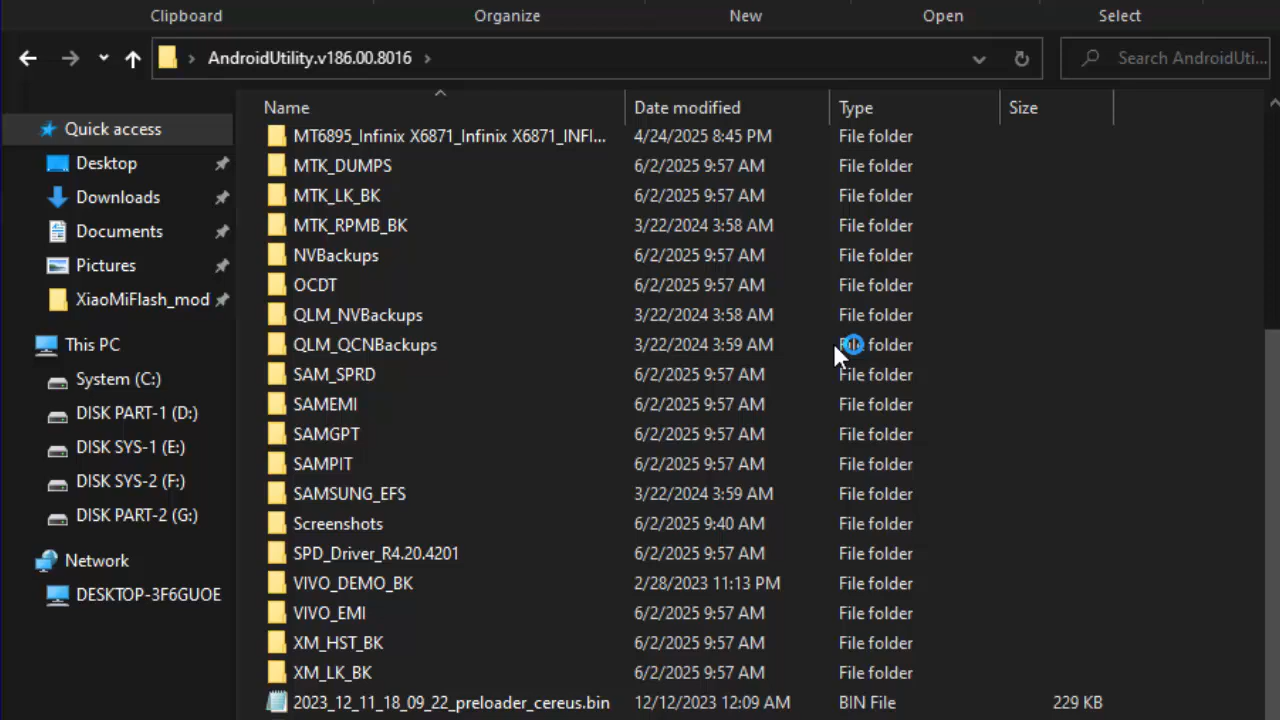 Clipboard Organize New Open Select
AndroidUtility.v186.00.8016 Search AndroidUti...
Name Date modified Type Size
Quick access
Desktop
Downloads
Documents
Pictures
XiaoMiFlash_mod
This PC
System (C:)
DISK PART-1 (D:)
DISK SYS-1 (E:)
DISK SYS-2 (F:)
DISK PART-2 (G:)
Network
DESKTOP-3F6GUOE
MT6895_Infinix X6871_Infinix X6871_INFI... 4/24/2025 8:45 PM File folder
MTK_DUMPS 6/2/2025 9:57 AM File folder
MTK_LK_BK 6/2/2025 9:57 AM File folder
MTK_RPMB_BK 3/22/2024 3:58 AM File folder
NVBackups 6/2/2025 9:57 AM File folder
OCDT 6/2/2025 9:57 AM File folder
QLM_NVBackups 3/22/2024 3:58 AM File folder
QLM_QCNBackups 3/22/2024 3:59 AM File folder
SAM_SPRD 6/2/2025 9:57 AM File folder
SAMEMI 6/2/2025 9:57 AM File folder
SAMGPT 6/2/2025 9:57 AM File folder
SAMPIT 6/2/2025 9:57 AM File folder
SAMSUNG_EFS 3/22/2024 3:59 AM File folder
Screenshots 6/2/2025 9:40 AM File folder
SPD_Driver_R4.20.4201 6/2/2025 9:57 AM File folder
VIVO_DEMO_BK 2/28/2023 11:13 PM File folder
VIVO_EMI 6/2/2025 9:57 AM File folder
XM_HST_BK 6/2/2025 9:57 AM File folder
XM_LK_BK 6/2/2025 9:57 AM File folder
2023_12_11_18_09_22_preloader_cereus.bin 12/12/2023 12:09 AM BIN File 229 KB